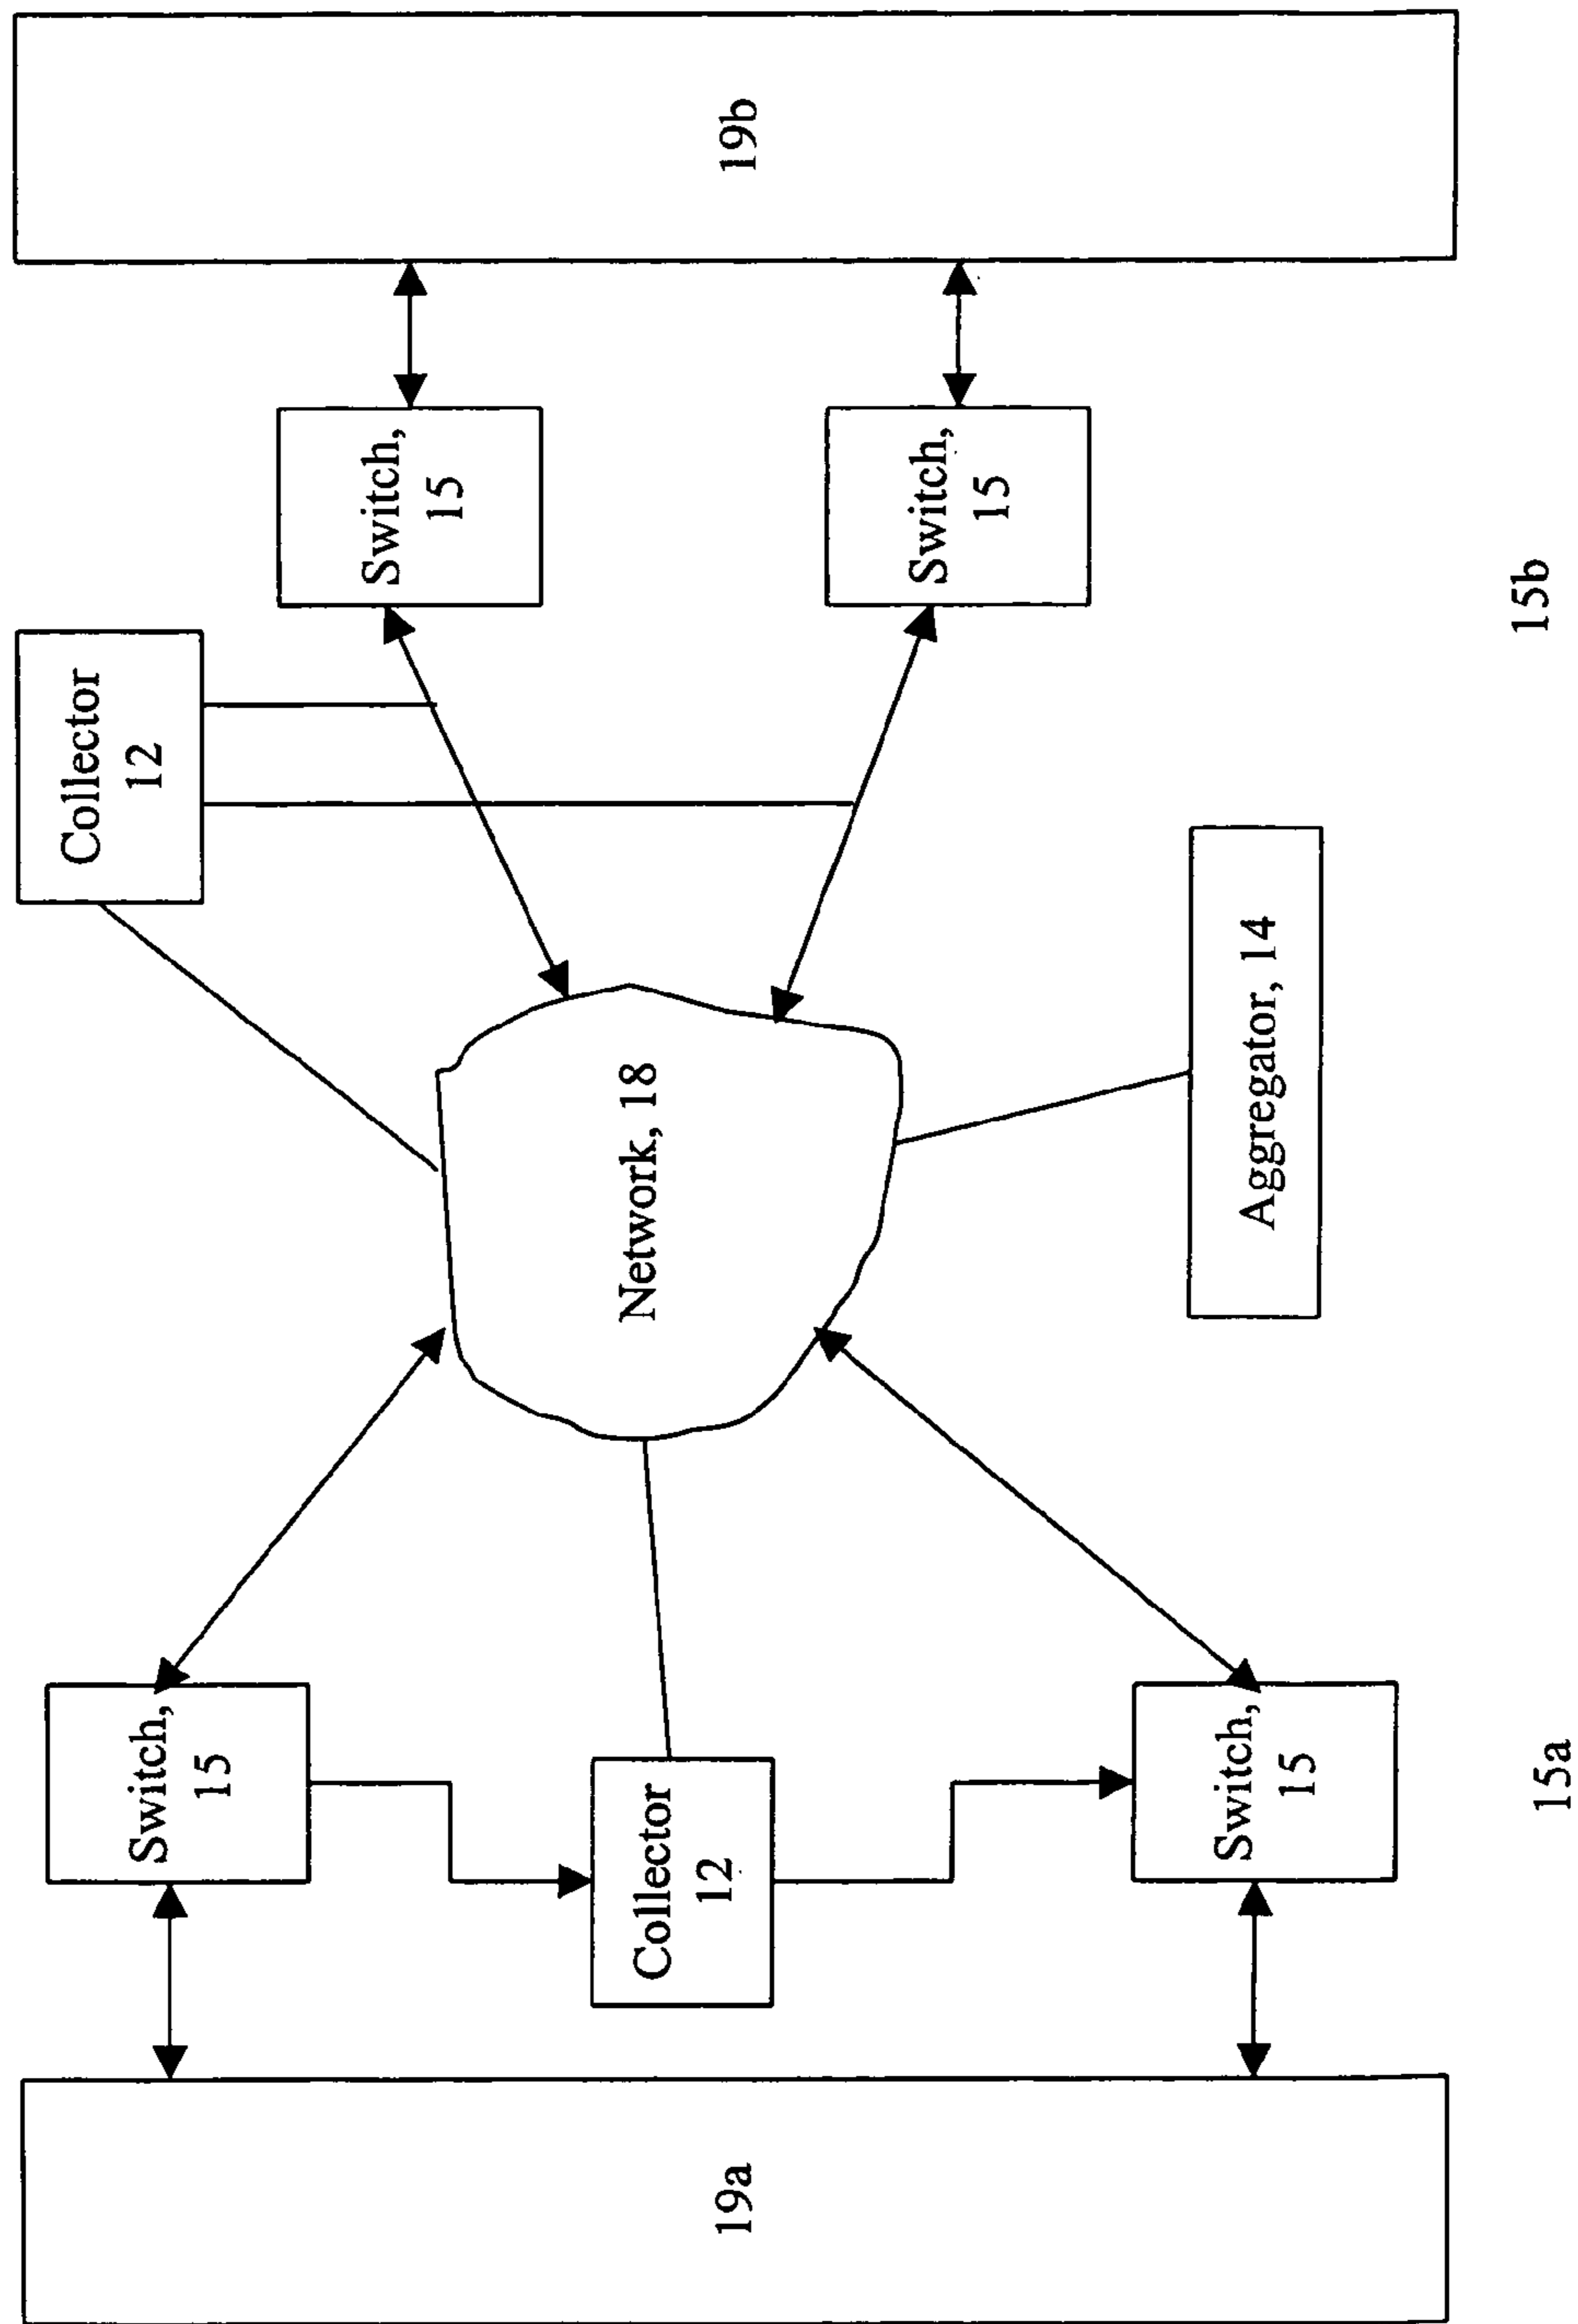 19a
Switch,
15
Collector
12
Switch,
15
15a
Network, 18
Aggregator, 14
Collector
12
Switch,
15
Switch,
15
15b
19b